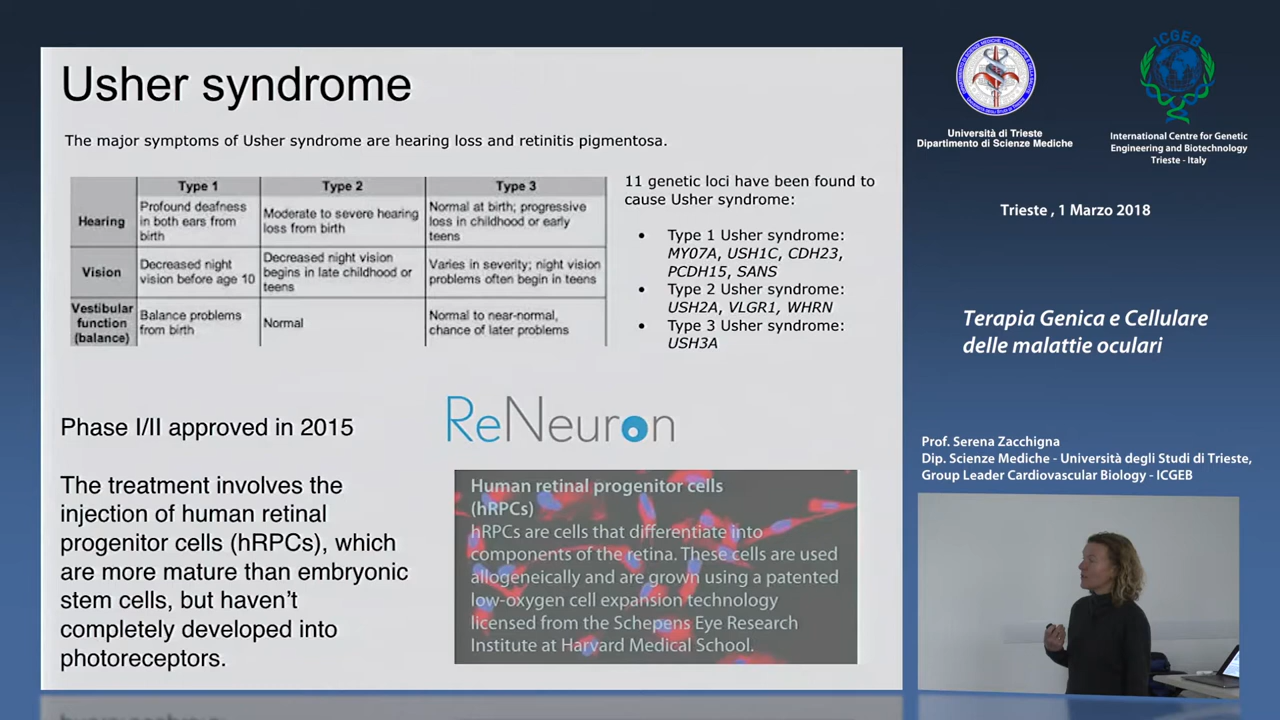 Usher syndrome
The major symptoms of Usher syndrome are hearing loss and retinitis pigmentosa.
Type 1
Type 2
Type 3
Hearing
Profound deafness
in both ears from
birth
Moderate to severe hearing
loss from birth
Normal at birth; progressive
loss in childhood or early
teens
Vision
Decreased night
vision before age 10
Decreased night vision
begins in late childhood or
teens
Varies in severity; night vision
problems often begin in teens
Vestibular
function
(balance)
Balance problems
from birth
Normal
Normal to near-normal,
chance of later problems
11 genetic loci have been found to
cause Usher syndrome:
• Type 1 Usher syndrome:
MY07A, USH1C, CDH23,
PCDH15, SANS
• Type 2 Usher syndrome:
USH2A, VLGR1, WHRN
• Type 3 Usher syndrome:
USH3A
Phase I/II approved in 2015
The treatment involves the
injection of human retinal
progenitor cells (hRPCs), which
are more mature than embryonic
stem cells, but haven't
completely developed into
photoreceptors.
ReNeuron
Human retinal progenitor cells
(hRPCs)
hRPCs are cells that differentiate into
components of the retina. These cells are used
allogeneically and are grown using a patented
low-oxygen cell expansion technology
licensed from the Schepens Eye Research
Institute at Harvard Medical School.
ICGEB
Università di Trieste
Dipartimento di Scienze Mediche
International Centre for Genetic
Engineering and Biotechnology
Trieste - Italy
Trieste , 1 Marzo 2018
Terapia Genica e Cellulare
delle malattie oculari
Prof. Serena Zacchigna
Dip. Scienze Mediche - Università degli Studi di Trieste,
Group Leader Cardiovascular Biology - ICGEB